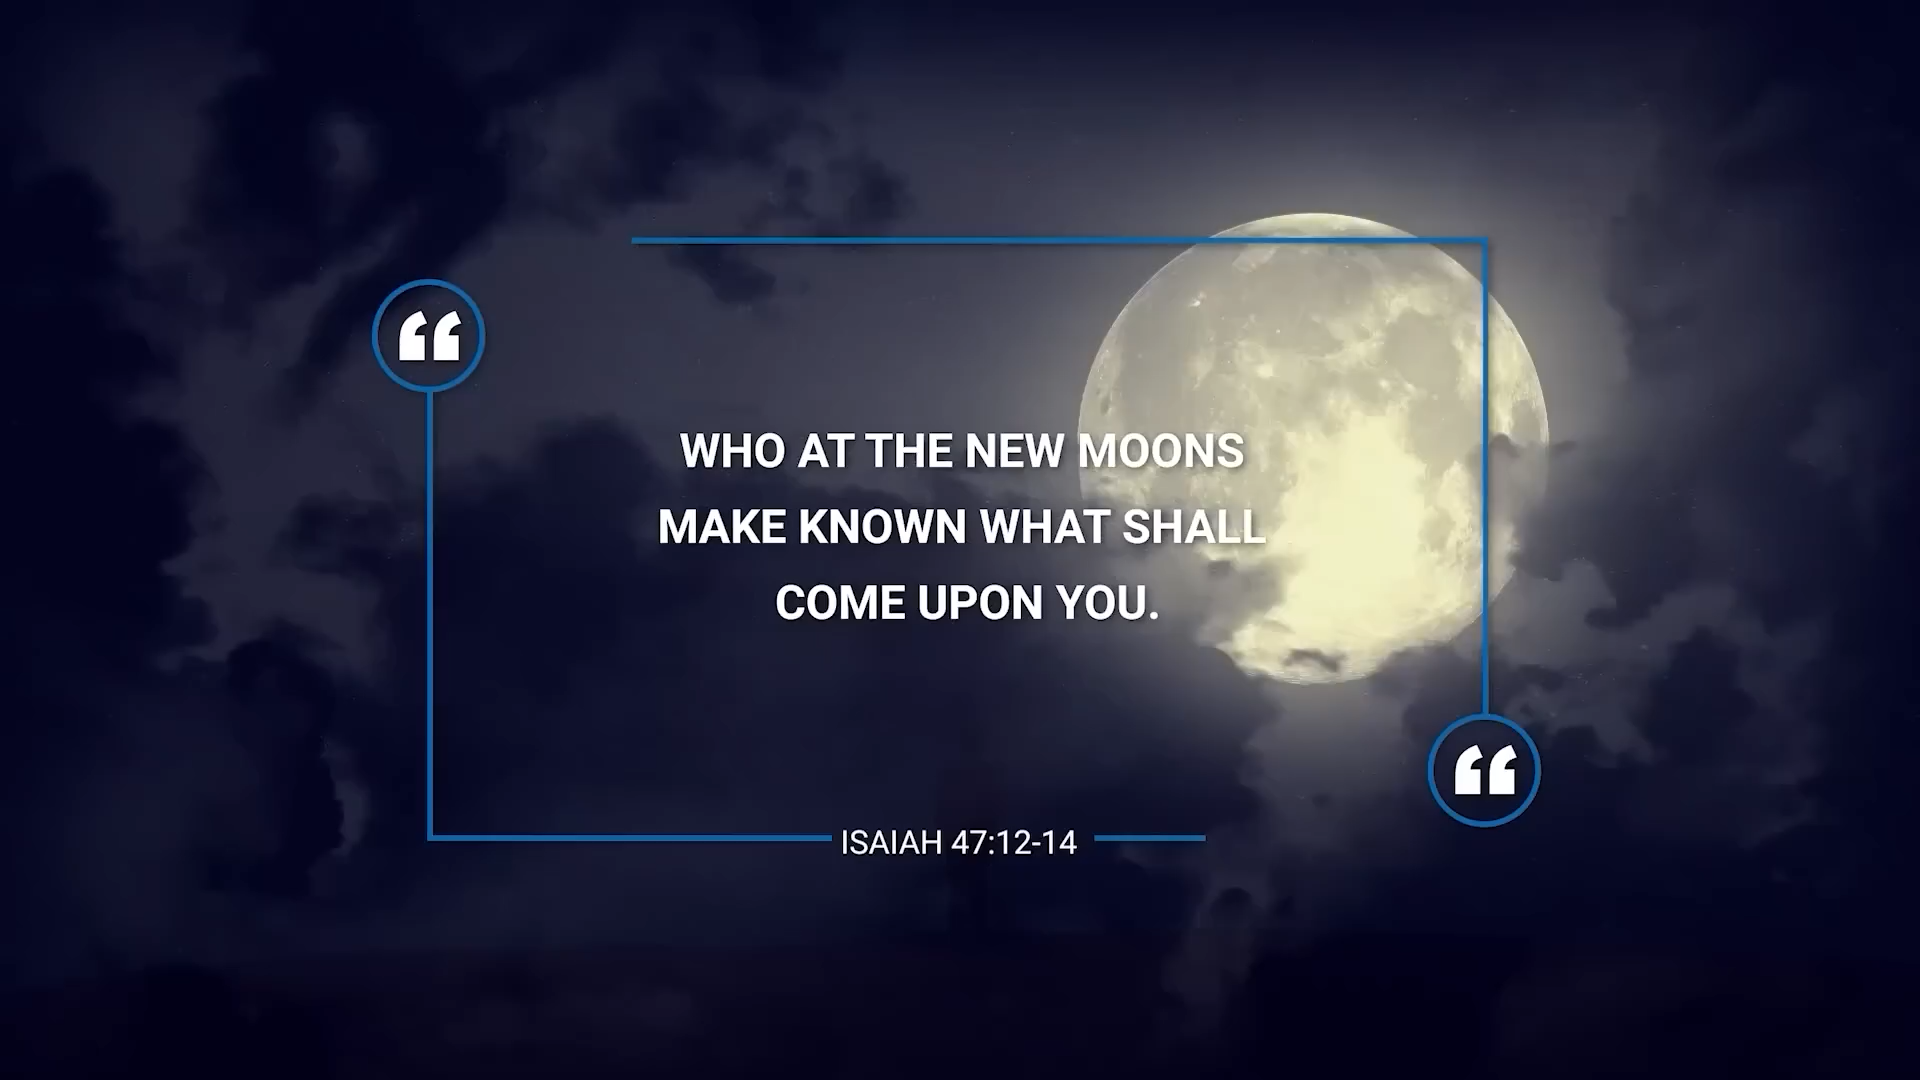 “
WHO AT THE NEW MOONS
MAKE KNOWN WHAT SHALL
COME UPON YOU.
“
ISAIAH 47:12-14